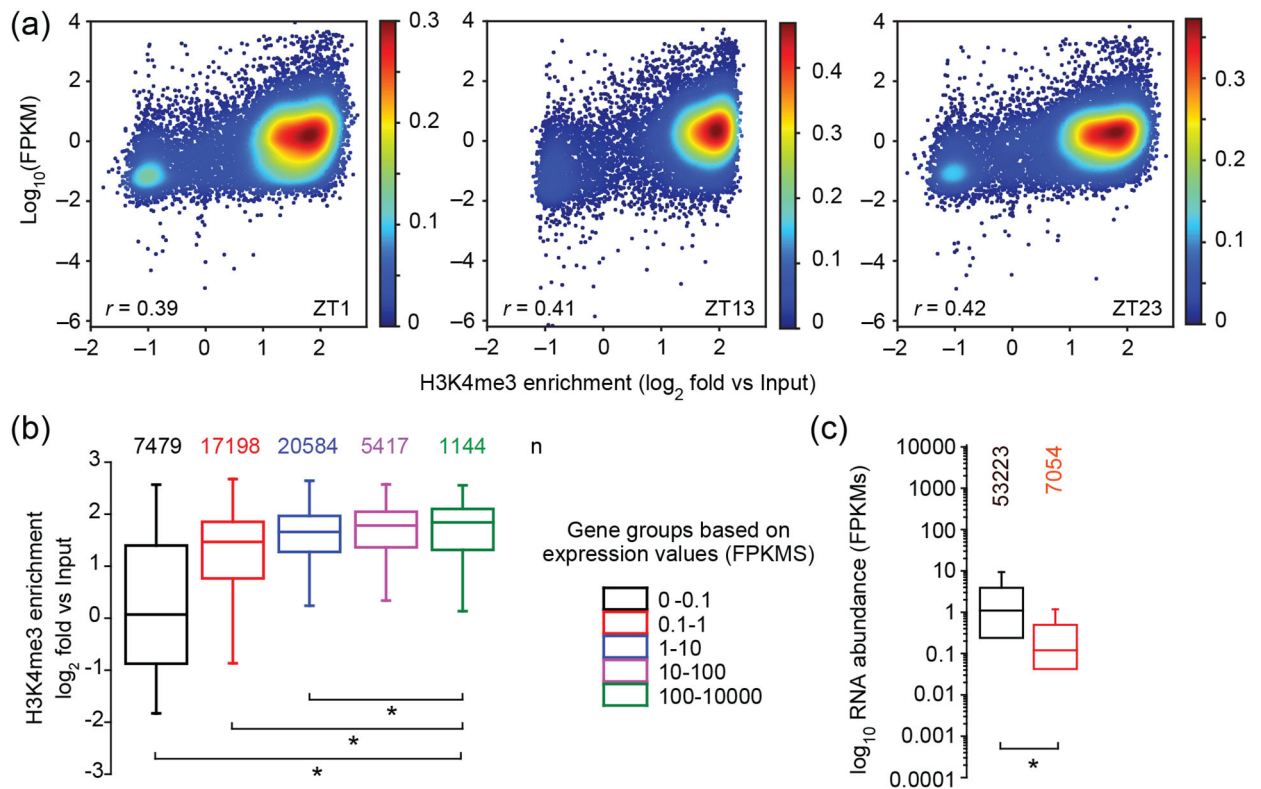 (a)
4
2
0
–2
–4
–6
Log10(FPKM)
r = 0.39
ZT1
–2 –1 0 1 2
0.3
0.2
0.1
0
4
2
0
–2
–4
–6
r = 0.41
ZT13
–2 –1 0 1 2
0.4
0.3
0.2
0.1
0
4
2
0
–2
–4
–6
r = 0.42
ZT23
–2 –1 0 1 2
0.3
0.2
0.1
0
H3K4me3 enrichment (log2 fold vs Input)
(b)
7479 17198 20584 5417 1144 n
3
2
1
0
-1
-2
-3
H3K4me3 enrichment
log2 fold vs Input
*
*
*
Gene groups based on
expression values (FPKMS)
0 -0.1
0.1-1
1-10
10-100
100-10000
(c)
10000
1000
100
10
1
0.1
0.01
0.001
0.0001
log10 RNA abundance (FPKMs)
53223
7054
*